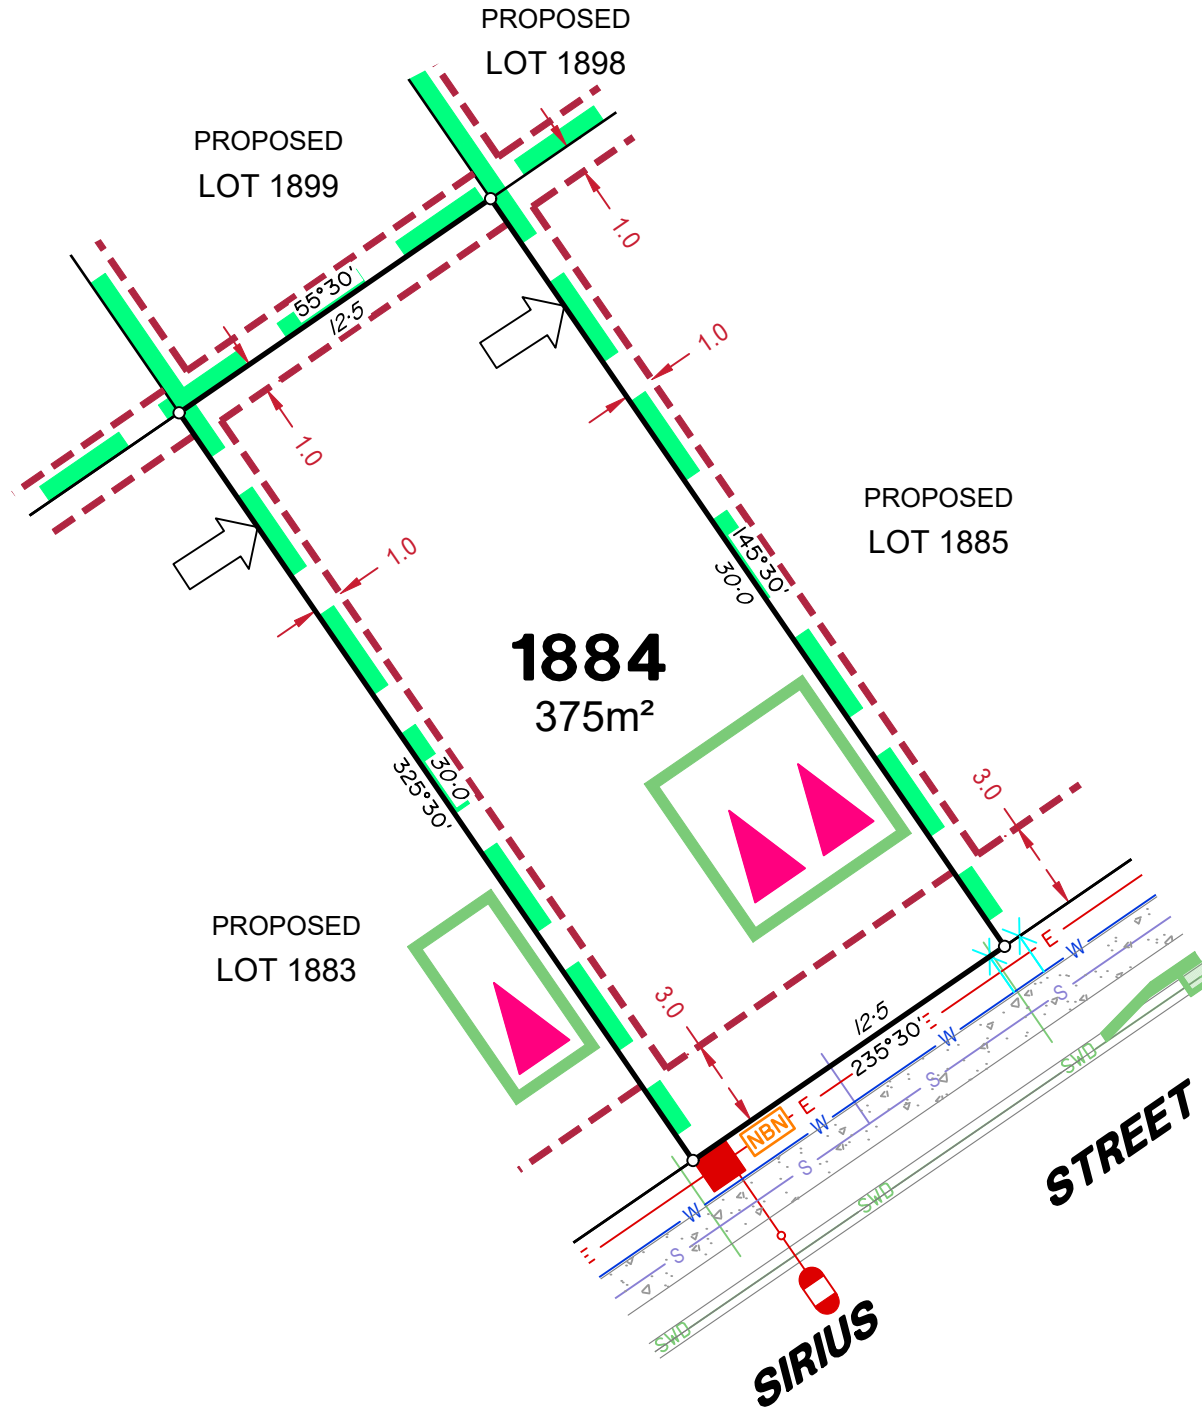 PROPOSED
LOT 1898
PROPOSED
LOT 1899
1.0
55°30'
12·5
1.0
1.0
1.0
PROPOSED
LOT 1885
145°30'
30·0
1884
375m²
30·0
325°30'
3.0
PROPOSED
LOT 1883
3.0
12·5
235°30'
E
W
S
E
W
S
E
W
S
NBN
W
S
E
SWD
SWD
SWD
SIRIUS STREET